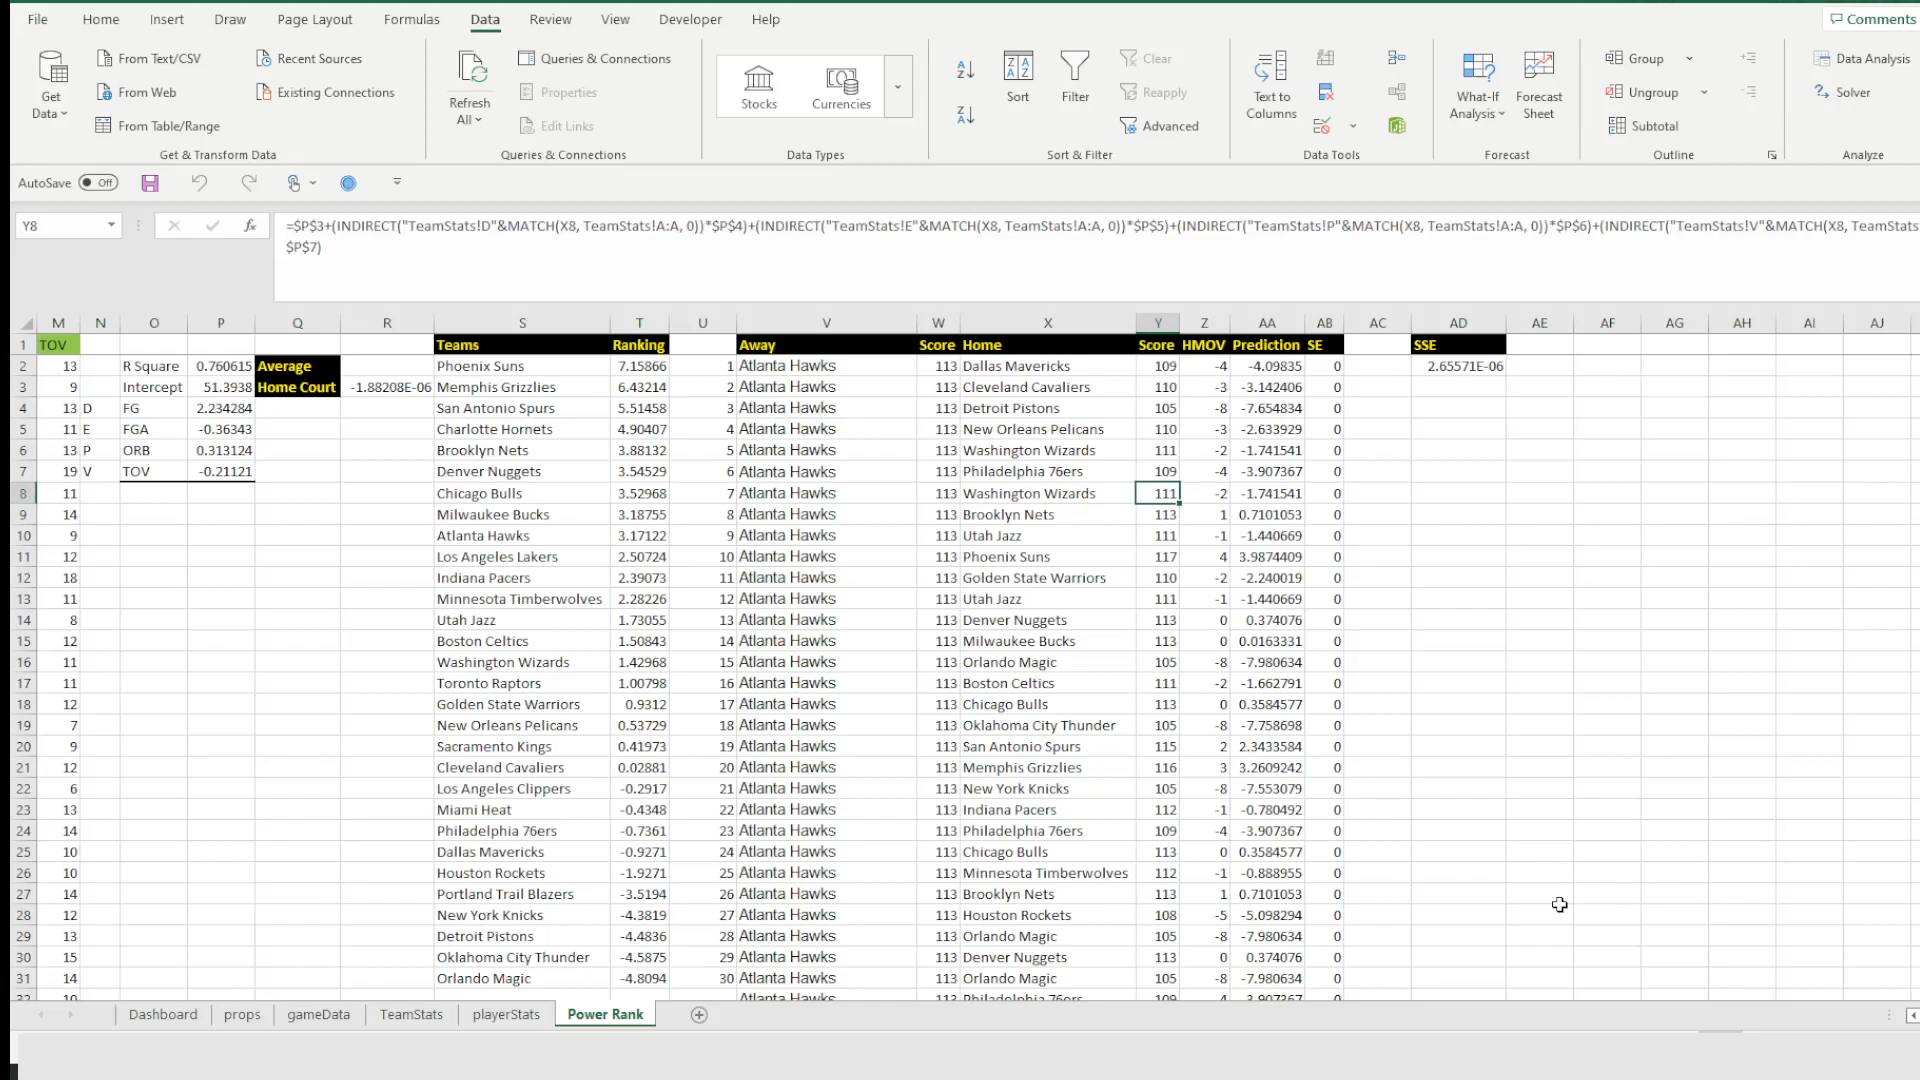 File Home Insert Draw Page Layout Formulas Data Review View Developer Help Comments
Get Data From Text/CSV Recent Sources
From Web Existing Connections
From Table/Range
Get & Transform Data
Refresh All Queries & Connections
Properties
Edit Links
Queries & Connections
Stocks Currencies
Data Types
Sort Filter Clear
Reapply
Advanced
Sort & Filter
Text to Columns
Data Tools
What-If Analysis Forecast Sheet
Forecast
Group
Ungroup
Subtotal
Outline
Data Analysis
Solver
Analyze
AutoSave Off
Y8 fx =$P$3+(INDIRECT("TeamStats!D"&MATCH(X8, TeamStats!A:A, 0))*$P$4)+(INDIRECT("TeamStats!E"&MATCH(X8, TeamStats!A:A, 0))*$P$5)+(INDIRECT("TeamStats!P"&MATCH(X8, TeamStats!A:A, 0))*$P$6)+(INDIRECT("TeamStats!V"&MATCH(X8, TeamStats
$P$7)
M N O P Q R S T U V W X Y Z AA AB AC AD AE AF AG AH AI AJ
1 TOV Teams Ranking Away Score Home Score HMOV Prediction SE SSE
2 13 R Square 0.760615 Average Phoenix Suns 7.15866 1 Atlanta Hawks 113 Dallas Mavericks 109 -4 -4.09835 0 2.65571E-06
3 9 Intercept 51.3938 Home Court -1.88208E-06 Memphis Grizzlies 6.43214 2 Atlanta Hawks 113 Cleveland Cavaliers 110 -3 -3.142406 0
4 13 D FG 2.234284 San Antonio Spurs 5.51458 3 Atlanta Hawks 113 Detroit Pistons 105 -8 -7.654834 0
5 11 E FGA -0.36343 Charlotte Hornets 4.90407 4 Atlanta Hawks 113 New Orleans Pelicans 110 -3 -2.633929 0
6 13 P ORB 0.313124 Brooklyn Nets 3.88132 5 Atlanta Hawks 113 Washington Wizards 111 -2 -1.741541 0
7 19 V TOV -0.21121 Denver Nuggets 3.54529 6 Atlanta Hawks 113 Philadelphia 76ers 109 -4 -3.907367 0
8 11 Chicago Bulls 3.52968 7 Atlanta Hawks 113 Washington Wizards 111 -2 -1.741541 0
9 14 Milwaukee Bucks 3.18755 8 Atlanta Hawks 113 Brooklyn Nets 113 1 0.7101053 0
10 9 Atlanta Hawks 3.17122 9 Atlanta Hawks 113 Utah Jazz 111 -1 -1.440669 0
11 12 Los Angeles Lakers 2.50724 10 Atlanta Hawks 113 Phoenix Suns 117 4 3.9874409 0
12 18 Indiana Pacers 2.39073 11 Atlanta Hawks 113 Golden State Warriors 110 -2 -2.240019 0
13 11 Minnesota Timberwolves 2.28226 12 Atlanta Hawks 113 Utah Jazz 111 -1 -1.440669 0
14 8 Utah Jazz 1.73055 13 Atlanta Hawks 113 Denver Nuggets 113 0 0.374076 0
15 12 Boston Celtics 1.50843 14 Atlanta Hawks 113 Milwaukee Bucks 113 0 0.0163331 0
16 11 Washington Wizards 1.42968 15 Atlanta Hawks 113 Orlando Magic 105 -8 -7.980634 0
17 11 Toronto Raptors 1.00798 16 Atlanta Hawks 113 Boston Celtics 111 -2 -1.662791 0
18 12 Golden State Warriors 0.9312 17 Atlanta Hawks 113 Chicago Bulls 113 0 0.3584577 0
19 7 New Orleans Pelicans 0.53729 18 Atlanta Hawks 113 Oklahoma City Thunder 105 -8 -7.758698 0
20 9 Sacramento Kings 0.41973 19 Atlanta Hawks 113 San Antonio Spurs 115 2 2.3433584 0
21 12 Cleveland Cavaliers 0.02881 20 Atlanta Hawks 113 Memphis Grizzlies 116 3 3.2609242 0
22 6 Los Angeles Clippers -0.2917 21 Atlanta Hawks 113 New York Knicks 105 -8 -7.553079 0
23 13 Miami Heat -0.4348 22 Atlanta Hawks 113 Indiana Pacers 112 -1 -0.780492 0
24 14 Philadelphia 76ers -0.7361 23 Atlanta Hawks 113 Philadelphia 76ers 109 -4 -3.907367 0
25 10 Dallas Mavericks -0.9271 24 Atlanta Hawks 113 Chicago Bulls 113 0 0.3584577 0
26 10 Houston Rockets -1.9271 25 Atlanta Hawks 113 Minnesota Timberwolves 112 -1 -0.888955 0
27 14 Portland Trail Blazers -3.5194 26 Atlanta Hawks 113 Brooklyn Nets 113 1 0.7101053 0
28 12 New York Knicks -4.3819 27 Atlanta Hawks 113 Houston Rockets 108 -5 -5.098294 0
29 13 Detroit Pistons -4.4836 28 Atlanta Hawks 113 Orlando Magic 105 -8 -7.980634 0
30 15 Oklahoma City Thunder -4.5875 29 Atlanta Hawks 113 Denver Nuggets 113 0 0.374076 0
31 14 Orlando Magic -4.8094 30 Atlanta Hawks 113 Orlando Magic 105 -8 -7.980634 0
32 10 Atlanta Hawks 113 Philadelphia 76ers 109 -4 -3.907367 0
Dashboard props gameData TeamStats playerStats Power Rank